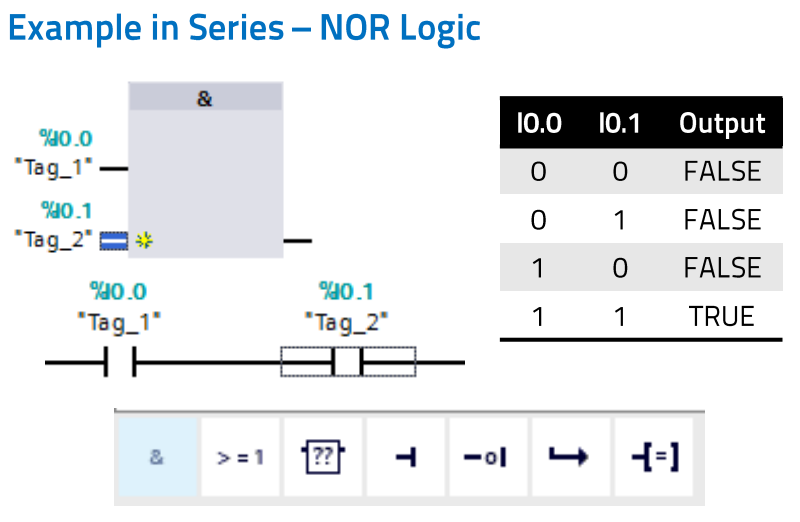 Example in Series – NOR Logic
&
%I0.0
"Tag_1"
%I0.1
"Tag_2"
%I0.0
"Tag_1"
%I0.1
"Tag_2"
I0.0 I0.1 Output
0 0 FALSE
0 1 FALSE
1 0 FALSE
1 1 TRUE
& >=1 ?? -| -o| -[=]